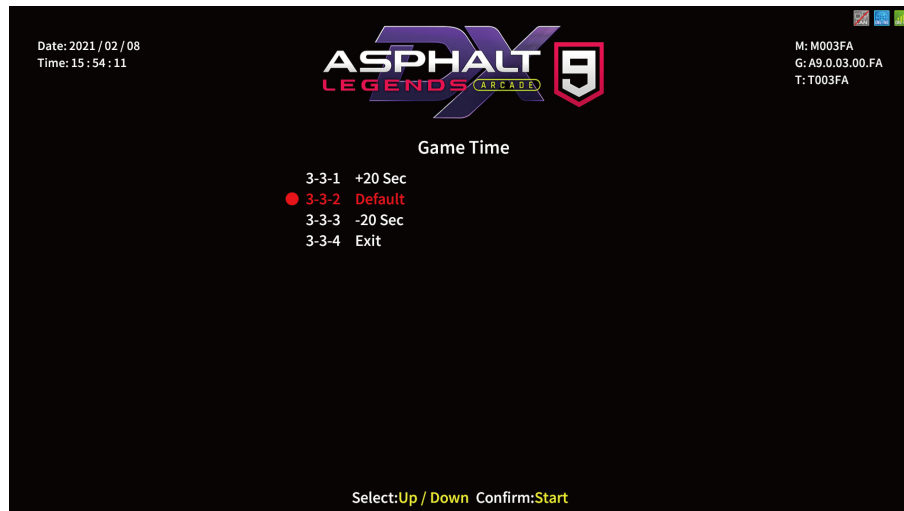 Date: 2021 / 02 / 08
Time: 15 : 54 : 11
ASPHALT
LEGENDS ARCADE
DX
9
M: M003FA
G: A9.0.03.00.FA
T: T003FA
Game Time
3-3-1 +20 Sec
3-3-2 Default
3-3-3 -20 Sec
3-3-4 Exit
Select:Up / Down Confirm:Start